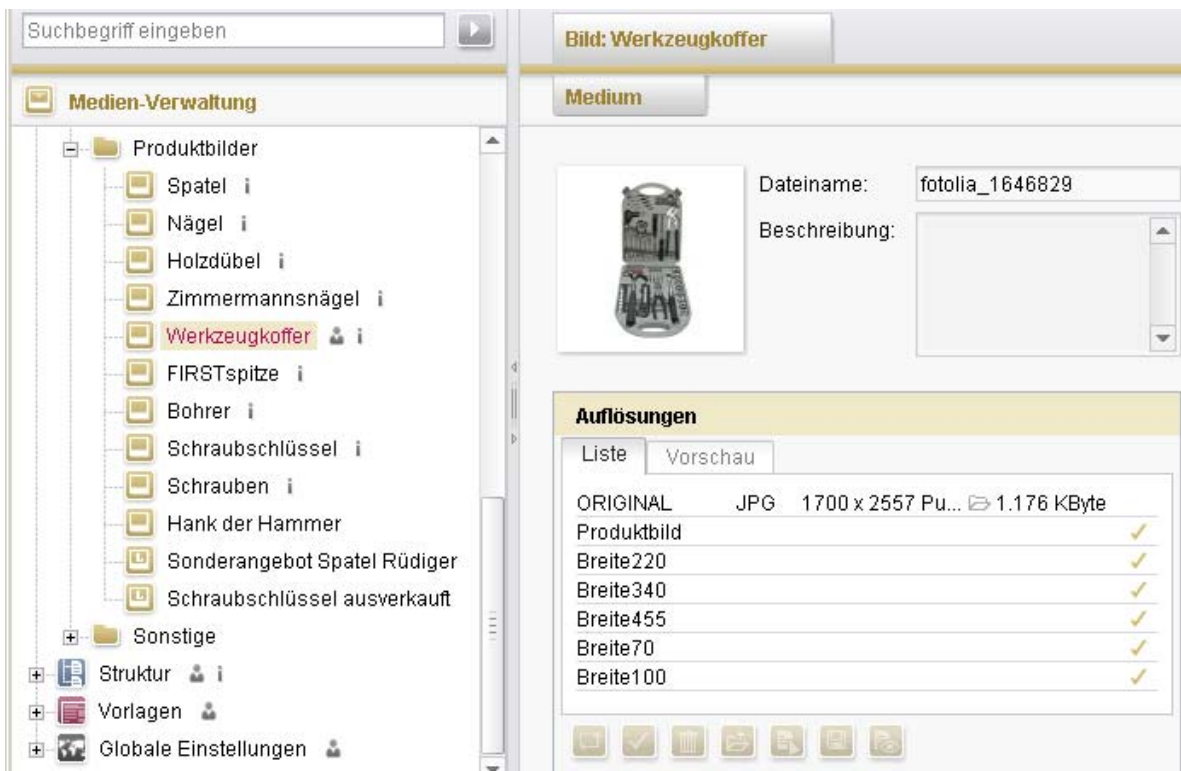 Suchbegriff eingeben
Medien-Verwaltung
Produktbilder
Spatel i
Nägel i
Holzdübel i
Zimmermannsnägel i
Werkzeugkoffer i
FIRSTspitze i
Bohrer i
Schraubschlüssel i
Schrauben i
Hank der Hammer
Sonderangebot Spatel Rüdiger
Schraubschlüssel ausverkauft
Sonstige
Struktur i
Vorlagen
Globale Einstellungen
Bild: Werkzeugkoffer
Medium
Dateiname: fotolia_1646829
Beschreibung:
Auflösungen
Liste Vorschau
ORIGINAL JPG 1700 x 2557 Pu... 1.176 KByte
Produktbild
Breite220
Breite340
Breite455
Breite70
Breite100